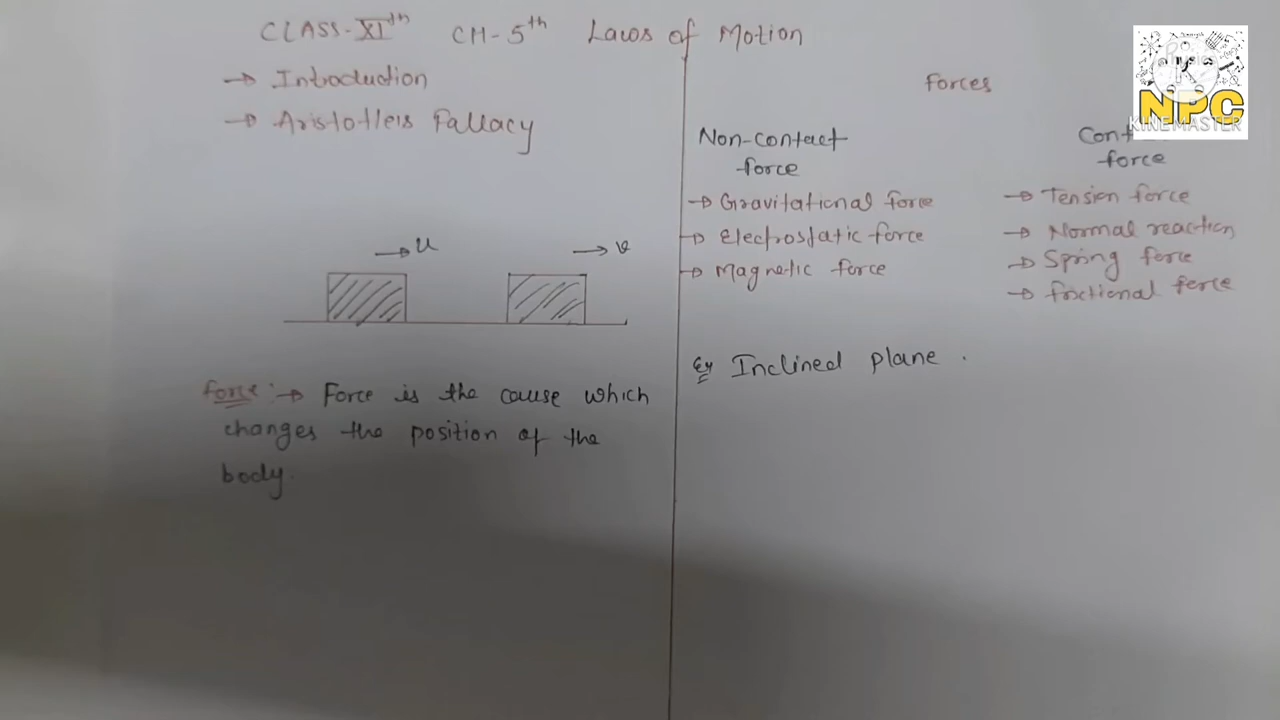 CLASS-XIth CH-5th Laws of Motion
→ Introduction
→ Aristotle's Fallacy
u
v
force :→ Force is the cause which
changes the position of the
body.
Forces
Non-contact
force
→ Gravitational force
→ Electrostatic force
→ Magnetic force
force
→ Tension force
→ Normal reaction
→ Spring force
→ frictional force
Ex Inclined plane .
Physics
NPC
KINEMASTER